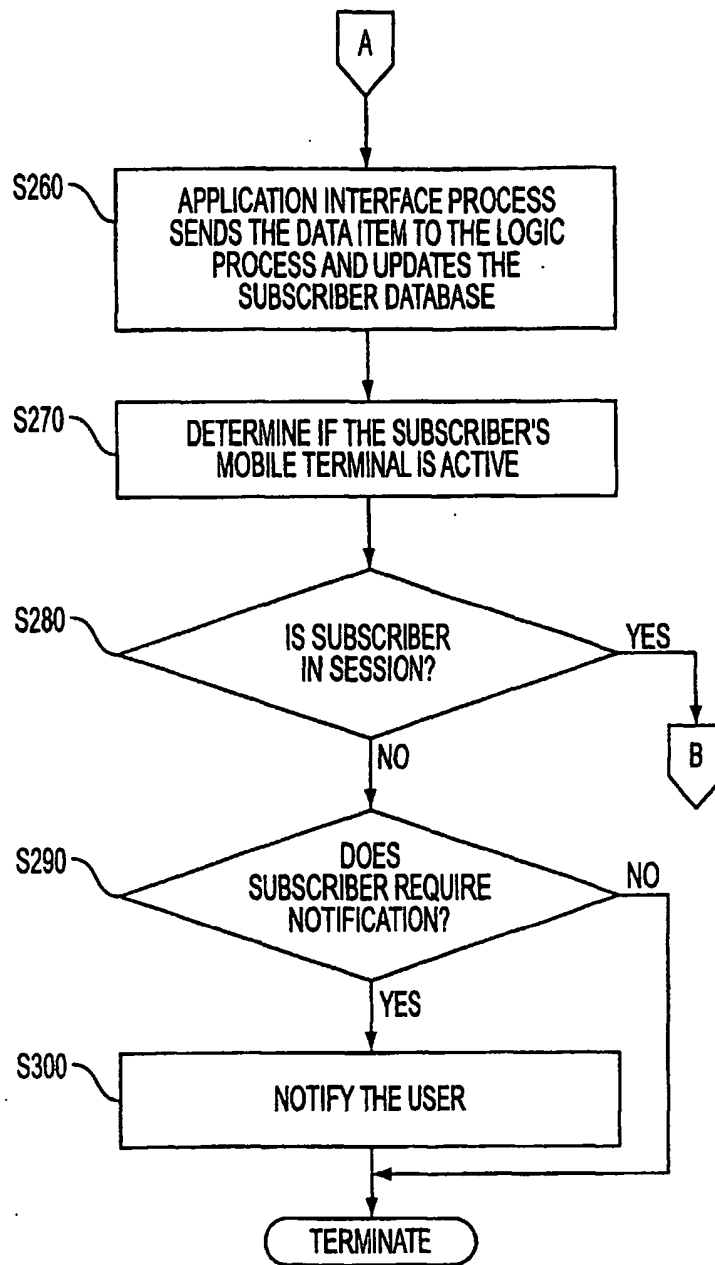 A
S260
APPLICATION INTERFACE PROCESS
SENDS THE DATA ITEM TO THE LOGIC
PROCESS AND UPDATES THE
SUBSCRIBER DATABASE
S270
DETERMINE IF THE SUBSCRIBER'S
MOBILE TERMINAL IS ACTIVE
S280
IS SUBSCRIBER
IN SESSION?
YES
B
NO
S290
DOES
SUBSCRIBER REQUIRE
NOTIFICATION?
NO
YES
S300
NOTIFY THE USER
TERMINATE